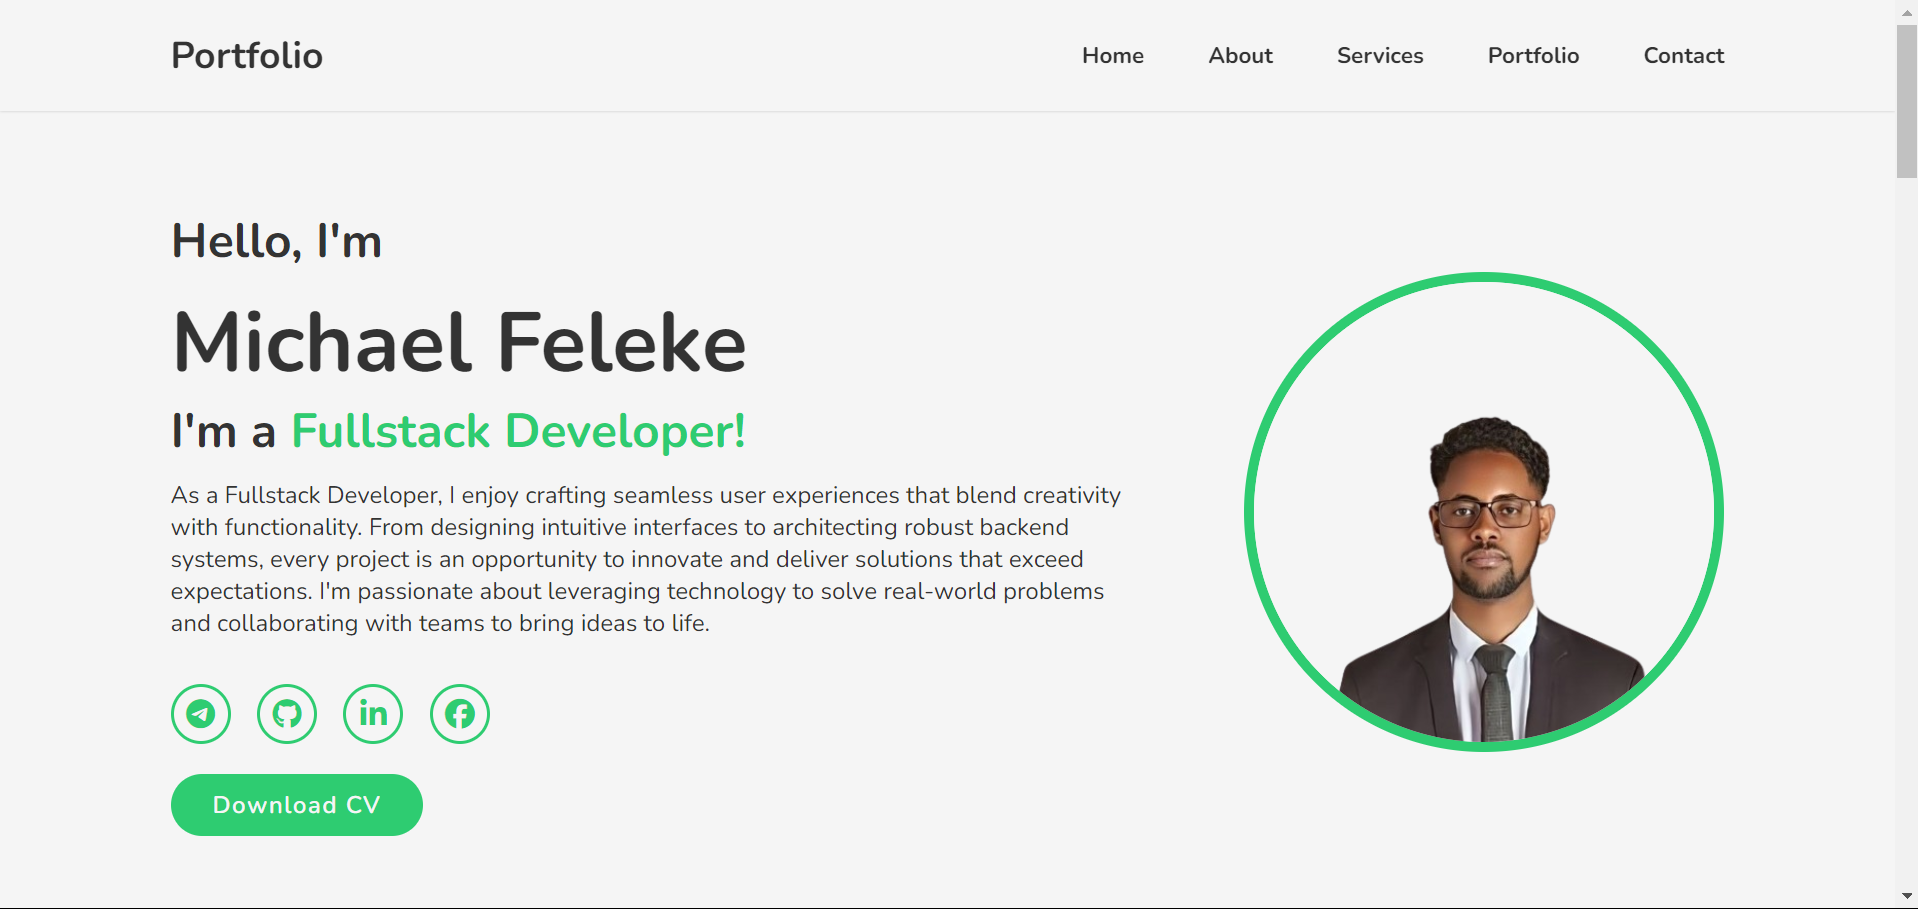 Portfolio
Home About Services Portfolio Contact
Hello, I'm
Michael Feleke
I'm a Fullstack Developer!
As a Fullstack Developer, I enjoy crafting seamless user experiences that blend creativity
with functionality. From designing intuitive interfaces to architecting robust backend
systems, every project is an opportunity to innovate and deliver solutions that exceed
expectations. I'm passionate about leveraging technology to solve real-world problems
and collaborating with teams to bring ideas to life.
in
Download CV